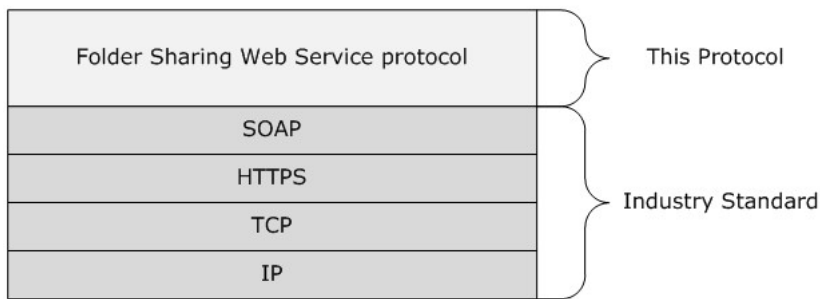 Folder Sharing Web Service protocol
This Protocol
SOAP
HTTPS
TCP
IP
Industry Standard